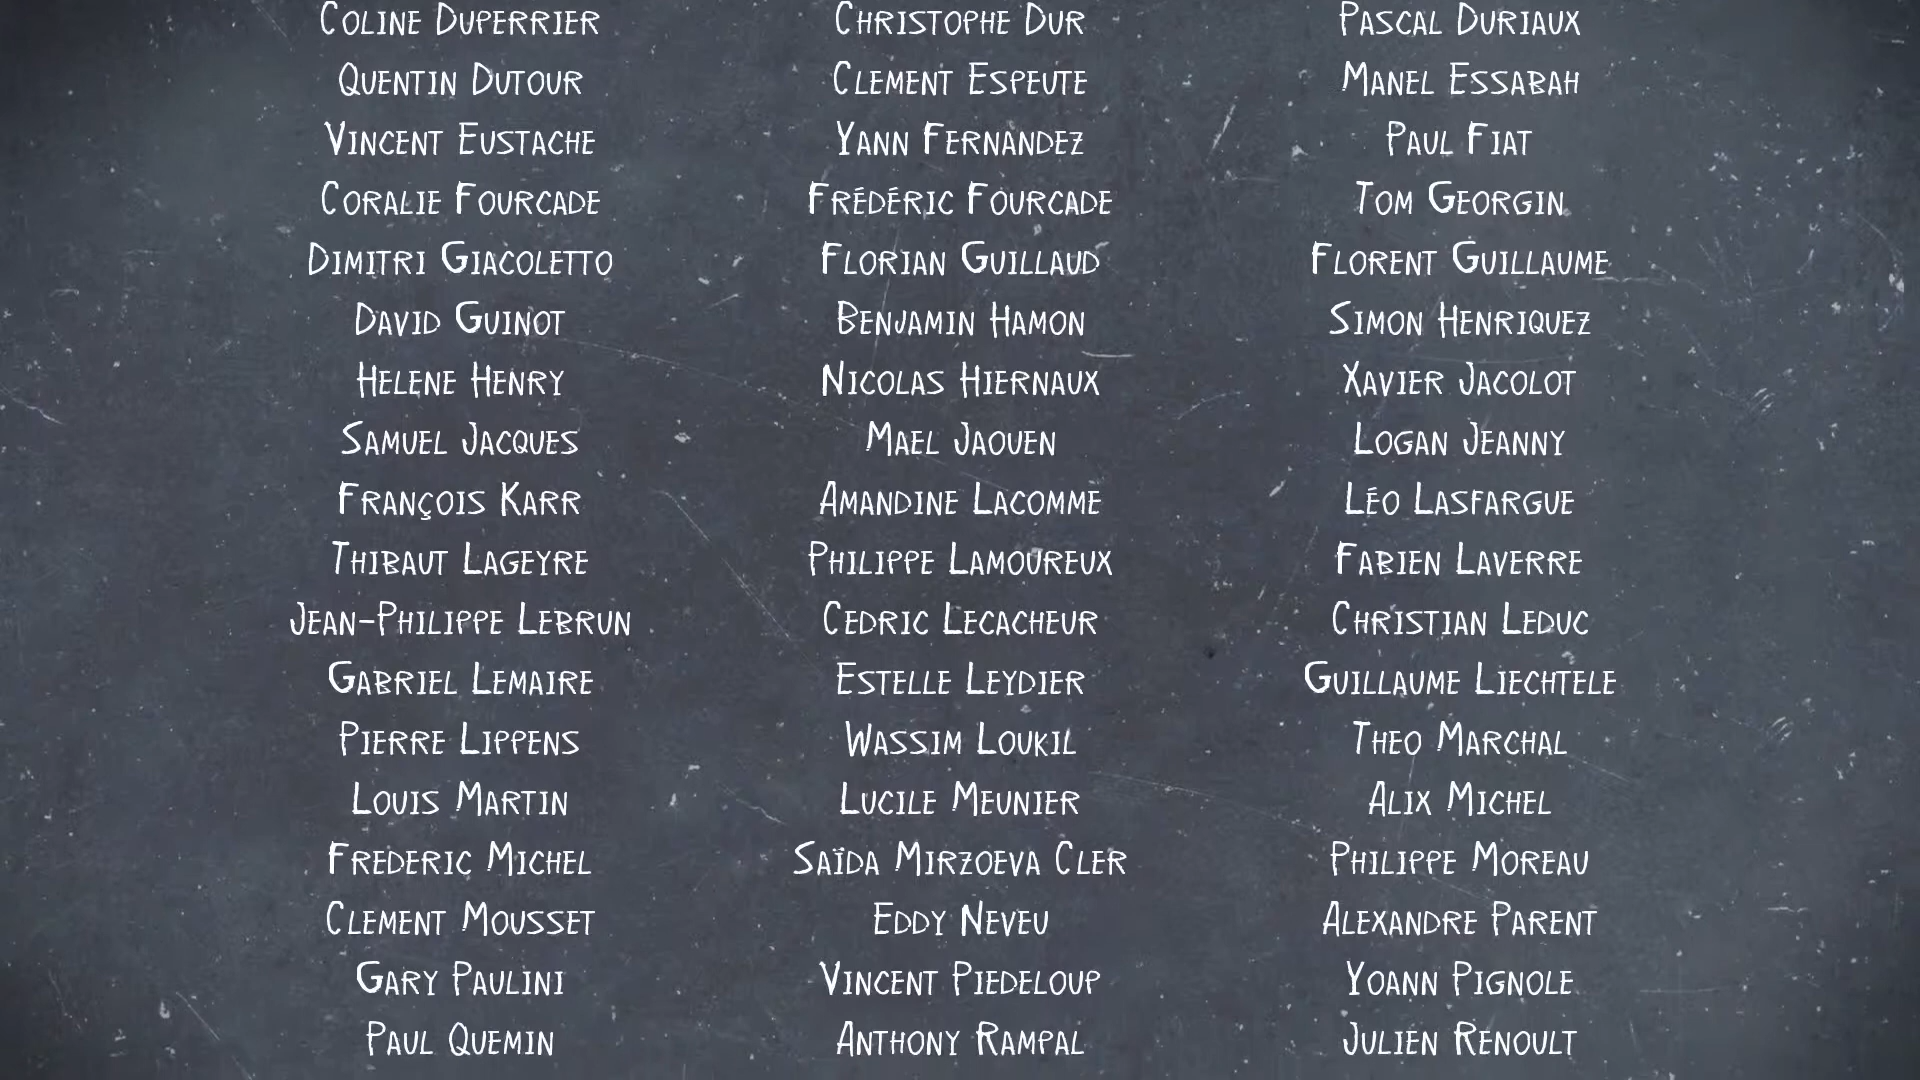 Coline Duperrier Christophe Dur Pascal Duriaux
Quentin Dutour Clement Espeute Manel Essabah
Vincent Eustache Yann Fernandez Paul Fiat
Coralie Fourcade Frédéric Fourcade Tom Georgin
Dimitri Giacoletto Florian Guillaud Florent Guillaume
David Guinot Benjamin Hamon Simon Henriquez
Helene Henry Nicolas Hiernaux Xavier Jacolot
Samuel Jacques Mael Jaouen Logan Jeanny
François Karr Amandine Lacomme Léo Lasfargue
Thibaut Lageyre Philippe Lamoureux Fabien Laverre
Jean-Philippe Lebrun Cedric Lecacheur Christian Leduc
Gabriel Lemaire Estelle Leydier Guillaume Liechtele
Pierre Lippens Wassim Loukil Theo Marchal
Louis Martin Lucile Meunier Alix Michel
Frederic Michel Saïda Mirzoeva Cler Philippe Moreau
Clement Mousset Eddy Neveu Alexandre Parent
Gary Paulini Vincent Piedeloup Yoann Pignole
Paul Quemin Anthony Rampal Julien Renoult